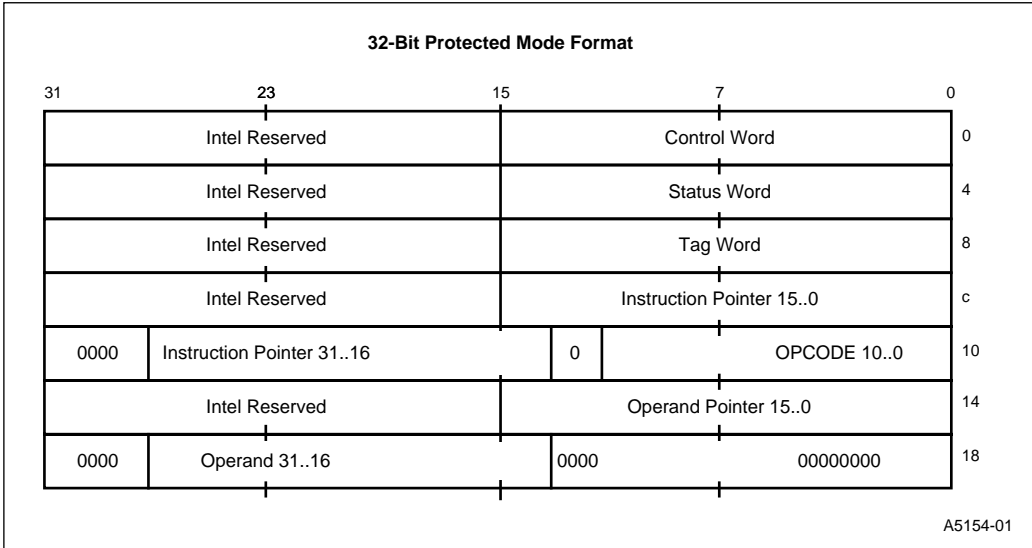 32-Bit Protected Mode Format
31 23 15 7 0
Intel Reserved Control Word 0
Intel Reserved Status Word 4
Intel Reserved Tag Word 8
Intel Reserved Instruction Pointer 15..0 c
0000 Instruction Pointer 31..16 0 OPCODE 10..0 10
Intel Reserved Operand Pointer 15..0 14
0000 Operand 31..16 0000 00000000 18
A5154-01